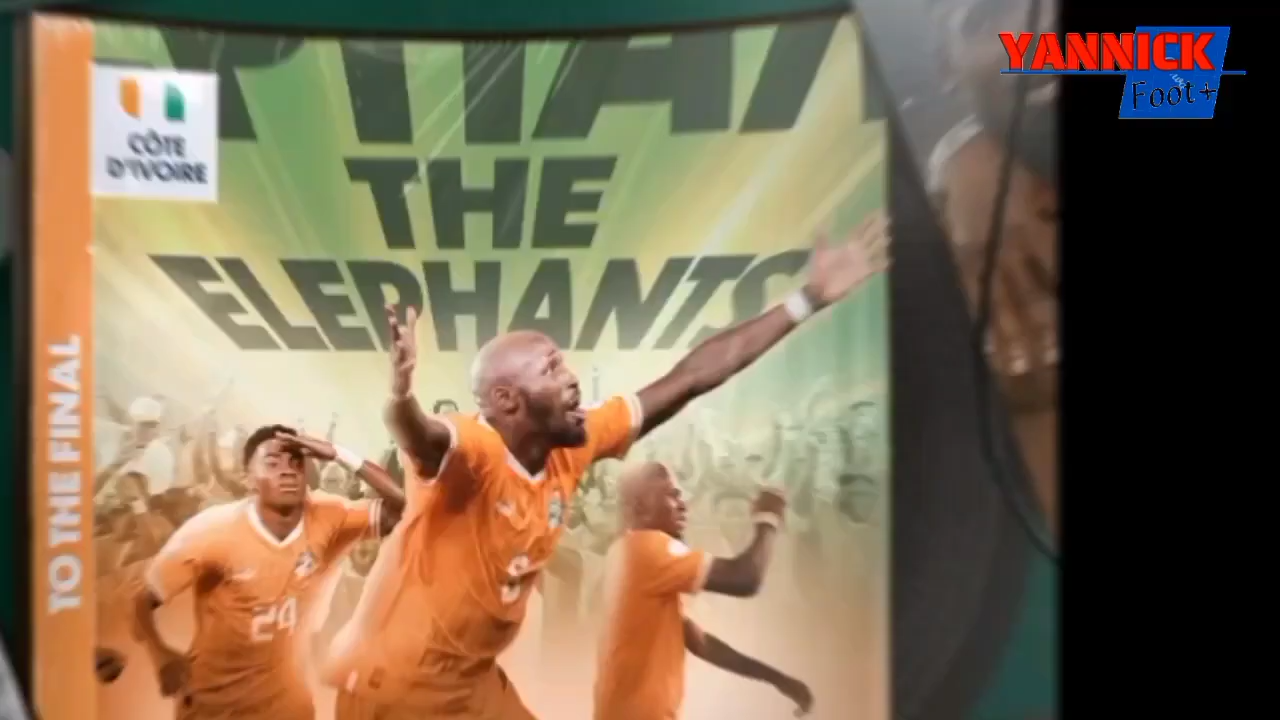 YANNICK
Foot+
CÔTE
D'IVOIRE
THE
ELEPHANTS
TO THE FINAL
24